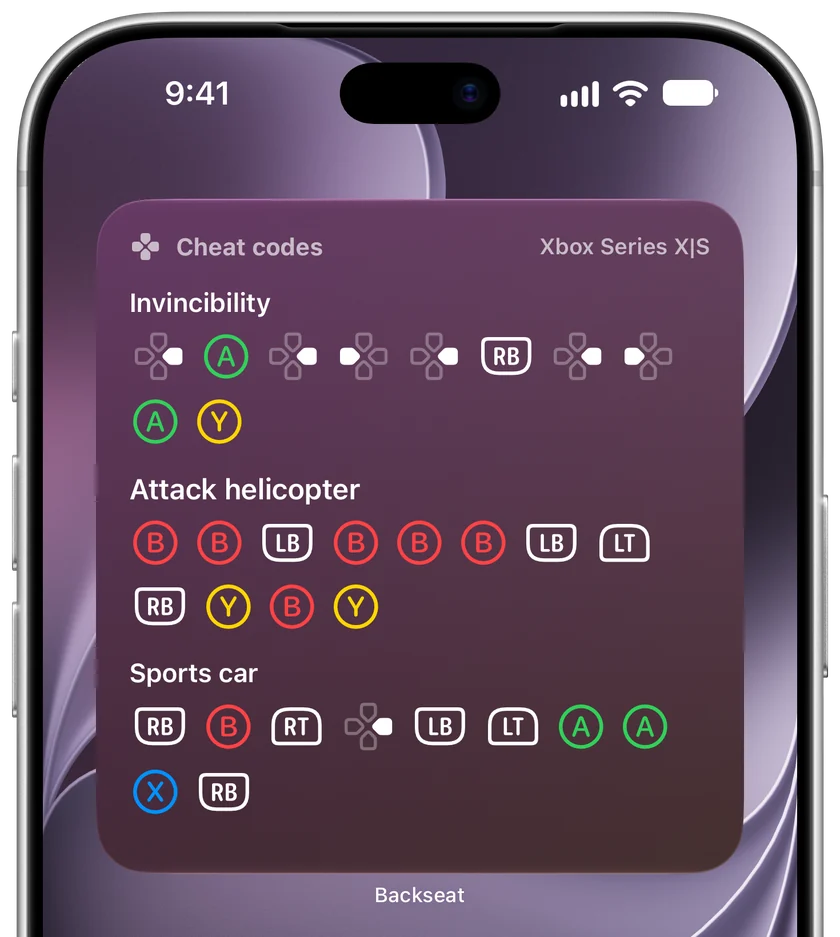 9:41
Cheat codes Xbox Series X|S
Invincibility
A RB
A Y
Attack helicopter
B B LB B B B LB LT
RB Y B Y
Sports car
RB B RT LB LT A A
X RB
Backseat